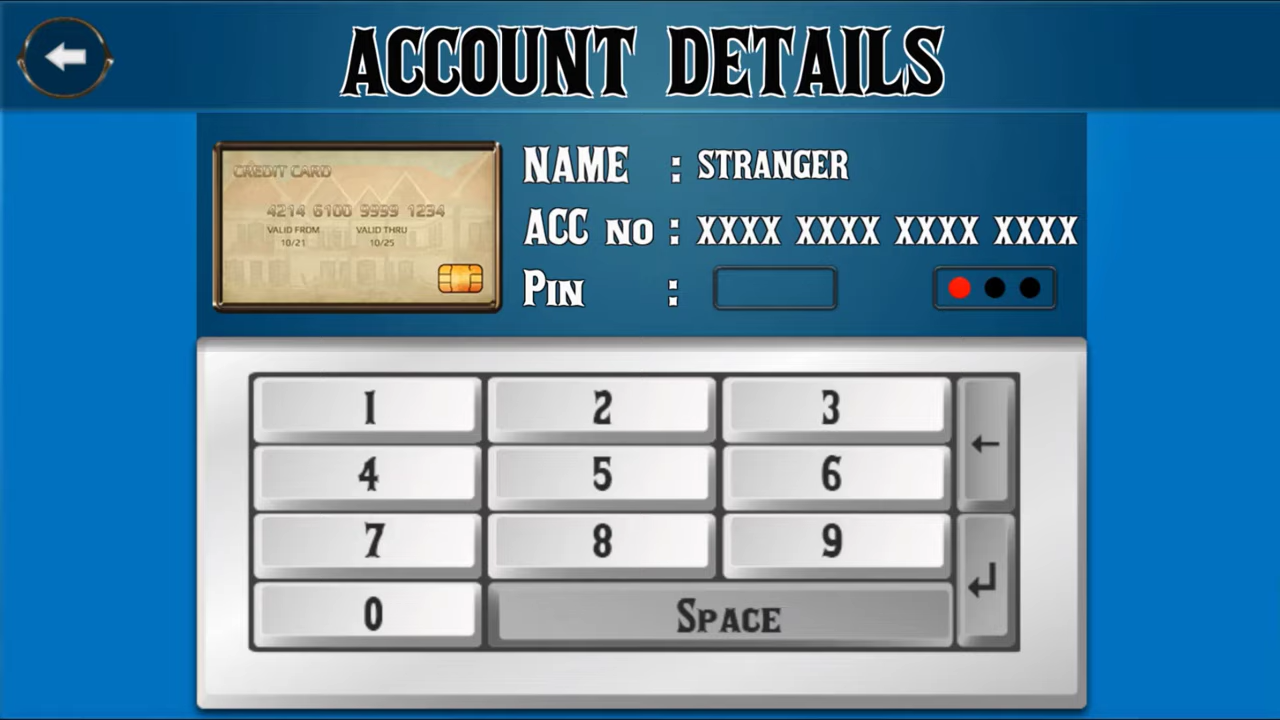 ACCOUNT DETAILS
CREDIT CARD
4214 6100 9999 1234
VALID FROM VALID THRU
10/21 10/25
NAME : STRANGER
ACC NO : XXXX XXXX XXXX XXXX
PIN :
1 2 3
4 5 6
7 8 9
0 SPACE